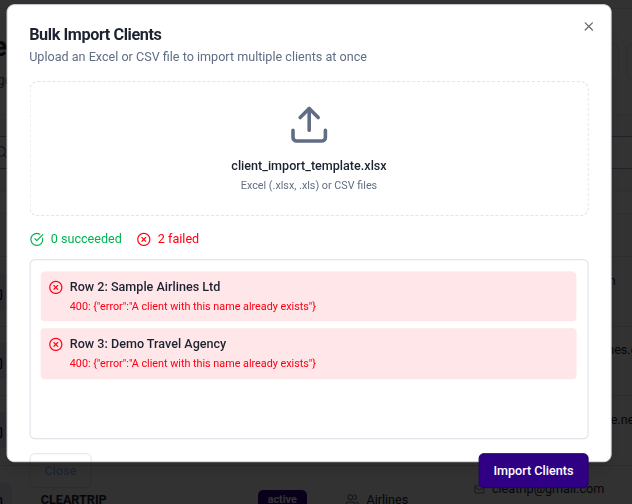 Bulk Import Clients
Upload an Excel or CSV file to import multiple clients at once
client_import_template.xlsx
Excel (.xlsx, .xls) or CSV files
0 succeeded 2 failed
Row 2: Sample Airlines Ltd
400: {"error":"A client with this name already exists"}
Row 3: Demo Travel Agency
400: {"error":"A client with this name already exists"}
Close
Import Clients
CLEARTRIP active Airlines cleatrip@gmail.com